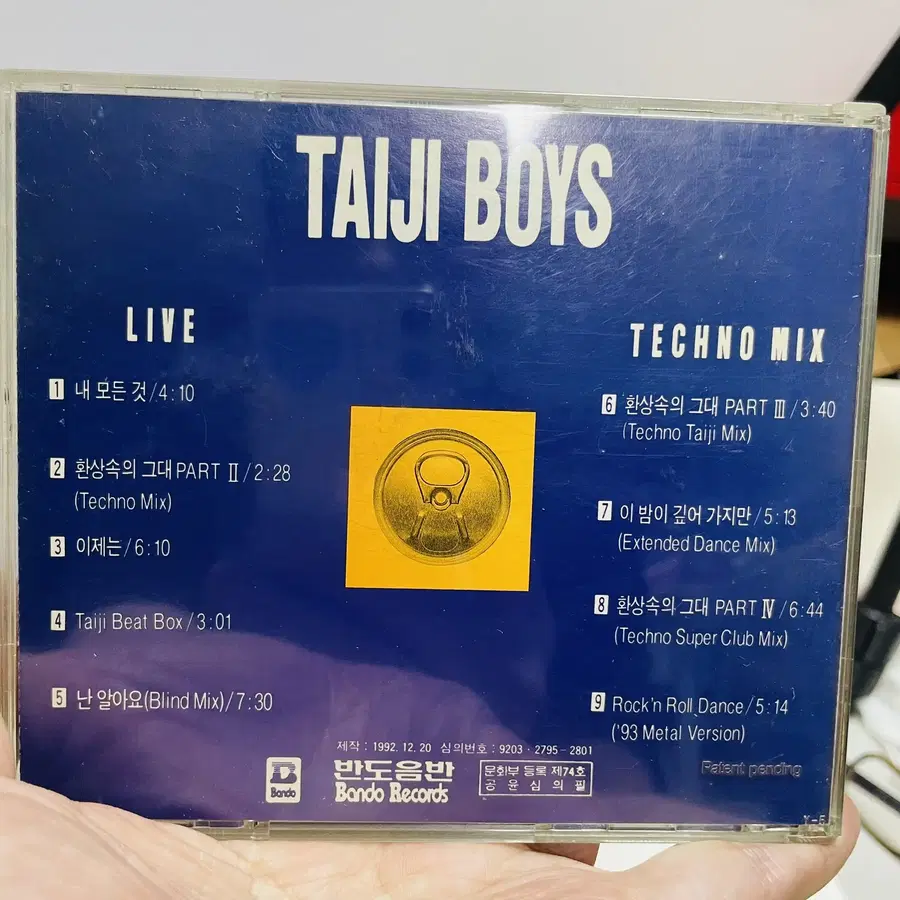 TAIJI BOYS
LIVE
1 내 모든 것/4:10
2 환상속의 그대 PART Ⅱ/2:28
(Techno Mix)
3 이제는/6:10
4 Taiji Beat Box/3:01
5 난 알아요(Blind Mix)/7:30
TECHNO MIX
6 환상속의 그대 PART Ⅲ/3:40
(Techno Taiji Mix)
7 이 밤이 깊어 가지만/5:13
(Extended Dance Mix)
8 환상속의 그대 PART Ⅳ/6:44
(Techno Super Club Mix)
9 Rock'n Roll Dance/5:14
('93 Metal Version)
제작 : 1992. 12. 20 심의번호 : 9203 · 2795-2801
Bando
반도음반
Bando Records
문화부 등록 제74호
공 윤 심 의 필
Patent pending